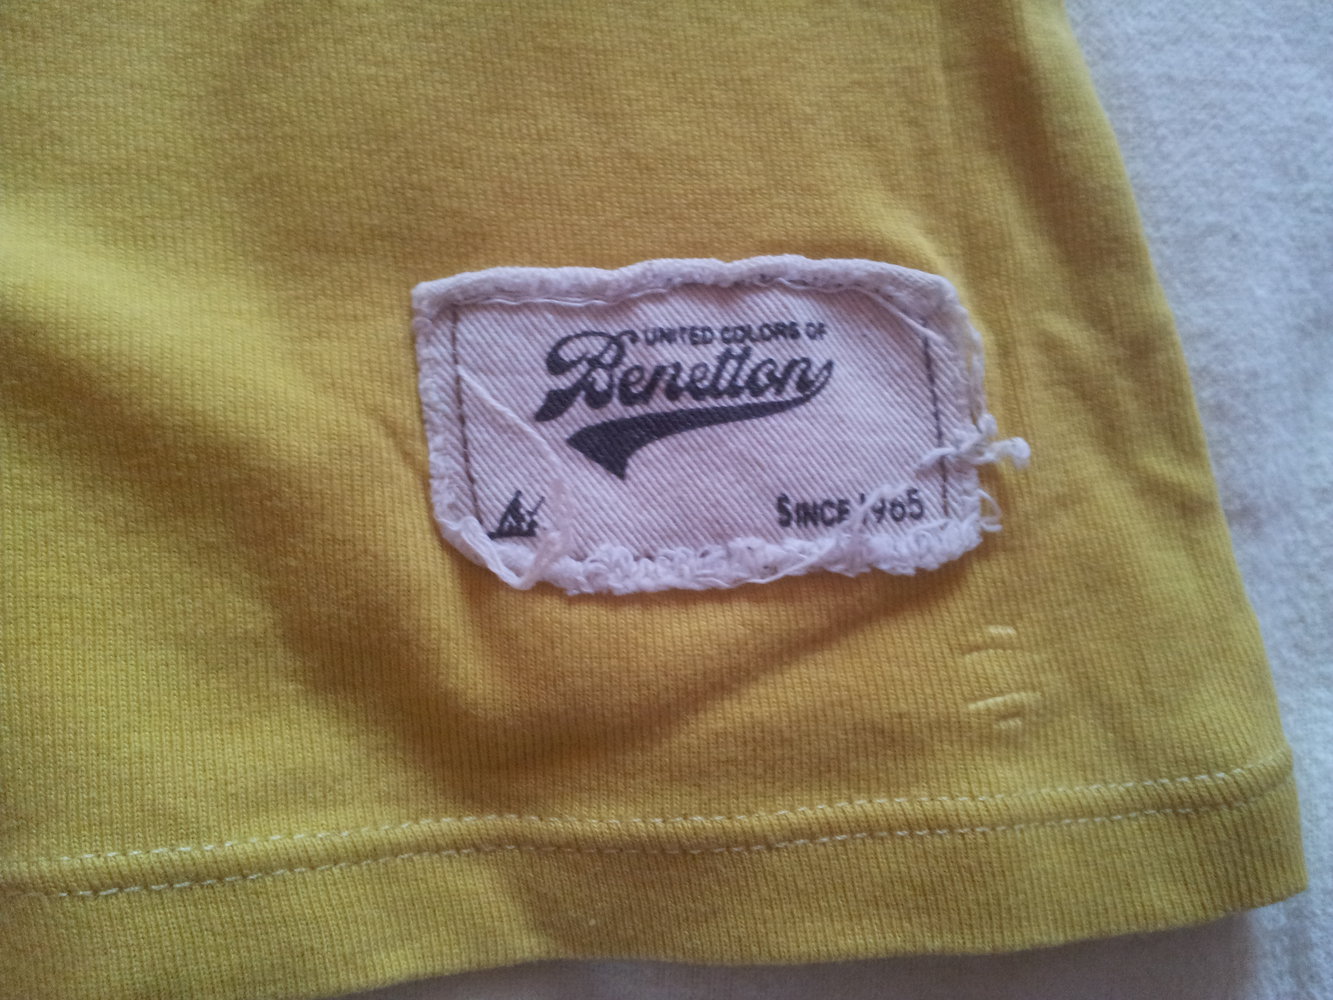 UNITED COLORS OF
Benetton
SINCE 1965